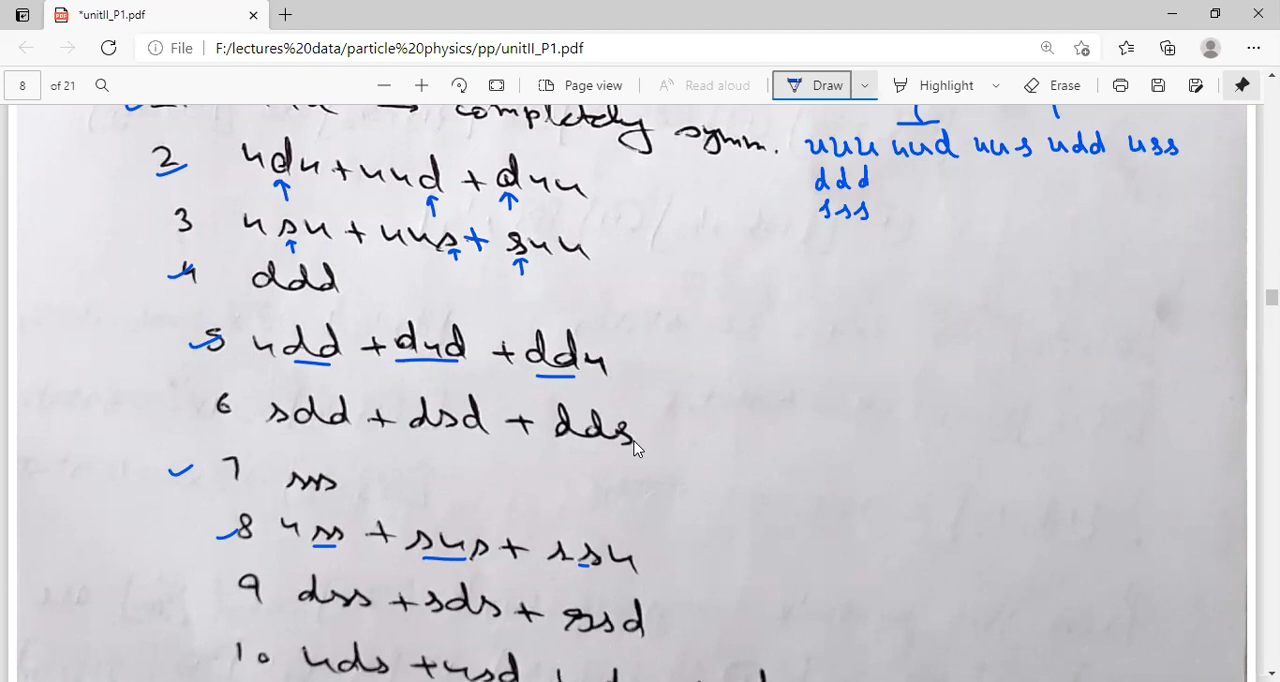 *unitII_P1.pdf
File F:/lectures%20data/particle%20physics/pp/unitII_P1.pdf
8 of 21 Page view Read aloud Draw Highlight Erase
completely symm.
uuu uud uus udd uss
ddd
sss
2 udu + uud + duu
3 usu + uus + suu
4 ddd
5 udd + dud + ddu
6 sdd + dsd + dds
7 sss
8 uss + sus + ssu
9 dss + sds + ssd
10 uds + usd